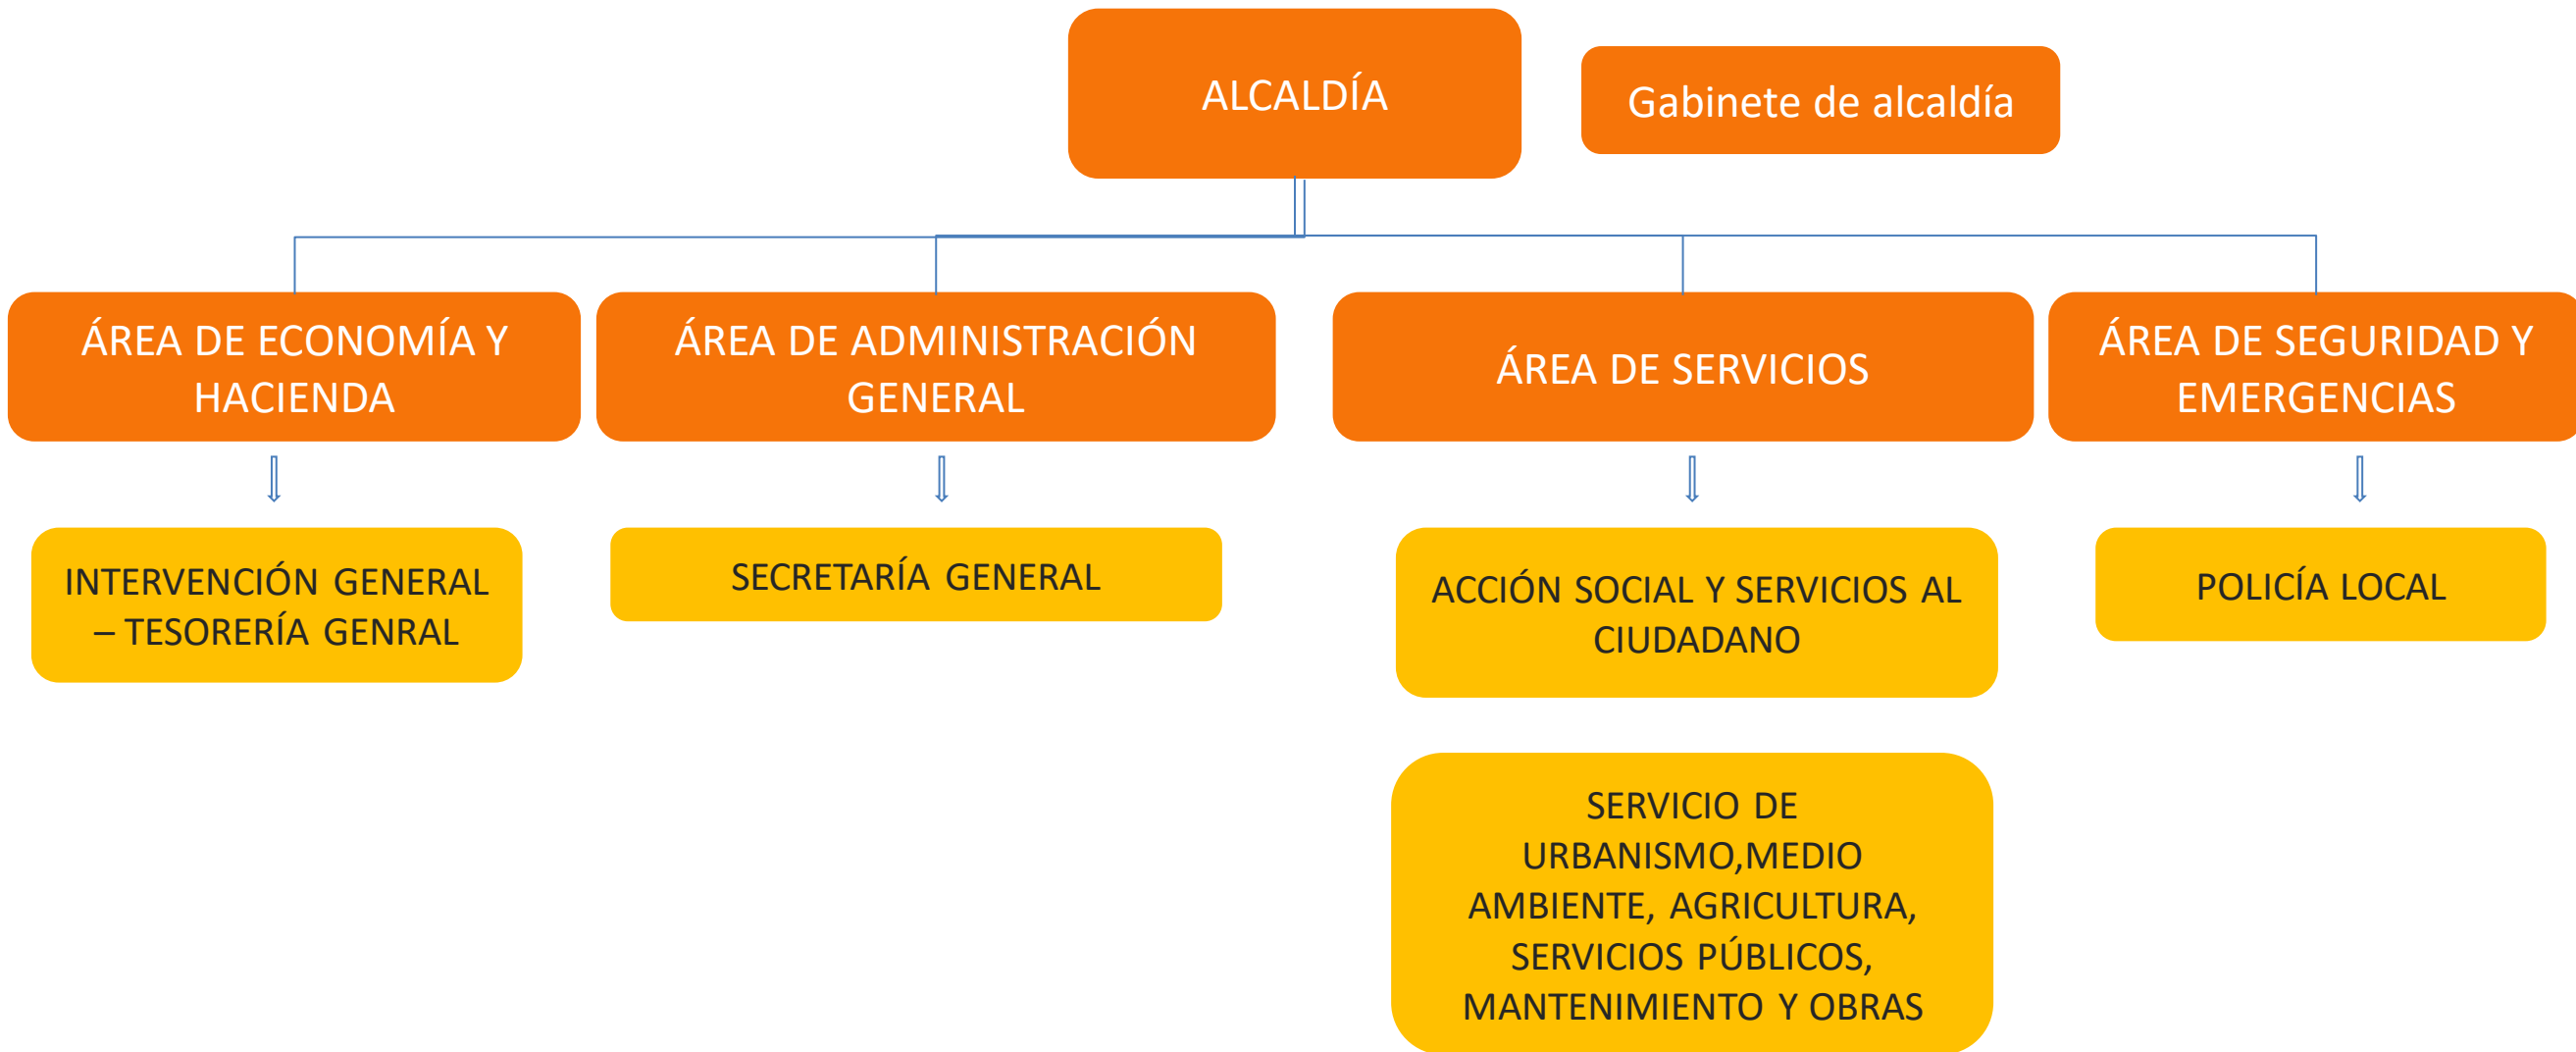 ALCALDÍA
Gabinete de alcaldía
ÁREA DE ECONOMÍA Y
HACIENDA
ÁREA DE ADMINISTRACIÓN
GENERAL
ÁREA DE SERVICIOS
ÁREA DE SEGURIDAD Y
EMERGENCIAS
INTERVENCIÓN GENERAL
– TESORERÍA GENRAL
SECRETARÍA GENERAL
ACCIÓN SOCIAL Y SERVICIOS AL
CIUDADANO
POLICÍA LOCAL
SERVICIO DE
URBANISMO,MEDIO
AMBIENTE, AGRICULTURA,
SERVICIOS PÚBLICOS,
MANTENIMIENTO Y OBRAS